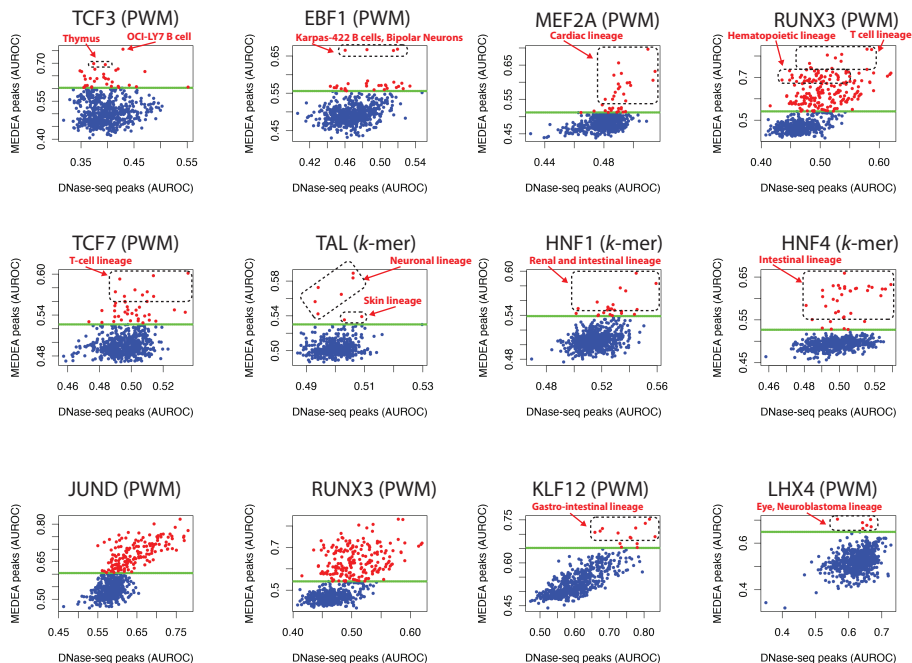 TCF3 (PWM)
OCI-LY7 B cell
Thymus
MEDEA peaks (AUROC)
0.70
0.55
0.40
0.35 0.45 0.55
DNase-seq peaks (AUROC)
EBF1 (PWM)
Karpas-422 B cells, Bipolar Neurons
MEDEA peaks (AUROC)
0.65
0.55
0.45
0.42 0.46 0.50 0.54
DNase-seq peaks (AUROC)
MEF2A (PWM)
Cardiac lineage
MEDEA peaks (AUROC)
0.65
0.55
0.45
0.44 0.48 0.52
DNase-seq peaks (AUROC)
RUNX3 (PWM)
Hematopoietic lineage T cell lineage
MEDEA peaks (AUROC)
0.7
0.5
0.40 0.50 0.60
DNase-seq peaks (AUROC)
TCF7 (PWM)
T-cell lineage
MEDEA peaks (AUROC)
0.60
0.54
0.48
0.46 0.48 0.50 0.52
DNase-seq peaks (AUROC)
TAL (k-mer)
Neuronal lineage
Skin lineage
MEDEA peaks (AUROC)
0.58
0.54
0.50
0.49 0.51 0.53
DNase-seq peaks (AUROC)
HNF1 (k-mer)
Renal and intestinal lineage
MEDEA peaks (AUROC)
0.60
0.54
0.48
0.48 0.52 0.56
DNase-seq peaks (AUROC)
HNF4 (k-mer)
Intestinal lineage
MEDEA peaks (AUROC)
0.65
0.55
0.45
0.46 0.48 0.50 0.52
DNase-seq peaks (AUROC)
JUND (PWM)
MEDEA peaks (AUROC)
0.80
0.65
0.50
0.45 0.55 0.65 0.75
DNase-seq peaks (AUROC)
RUNX3 (PWM)
MEDEA peaks (AUROC)
0.7
0.5
0.40 0.50 0.60
DNase-seq peaks (AUROC)
KLF12 (PWM)
Gastro-intestinal lineage
MEDEA peaks (AUROC)
0.75
0.60
0.45
0.50 0.60 0.70 0.80
DNase-seq peaks (AUROC)
LHX4 (PWM)
Eye, Neuroblastoma lineage
MEDEA peaks (AUROC)
0.6
0.4
0.4 0.5 0.6 0.7
DNase-seq peaks (AUROC)